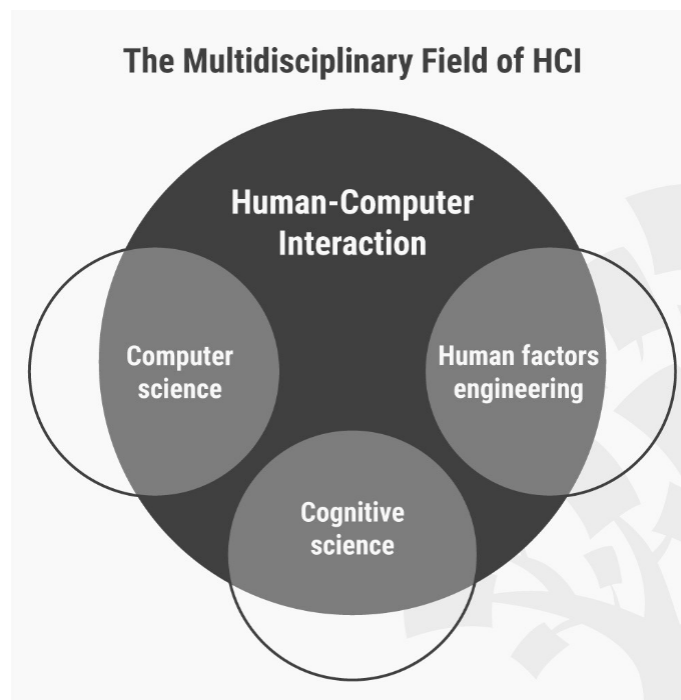 The Multidisciplinary Field of HCI
Human-Computer
Interaction
Computer
science
Human factors
engineering
Cognitive
science